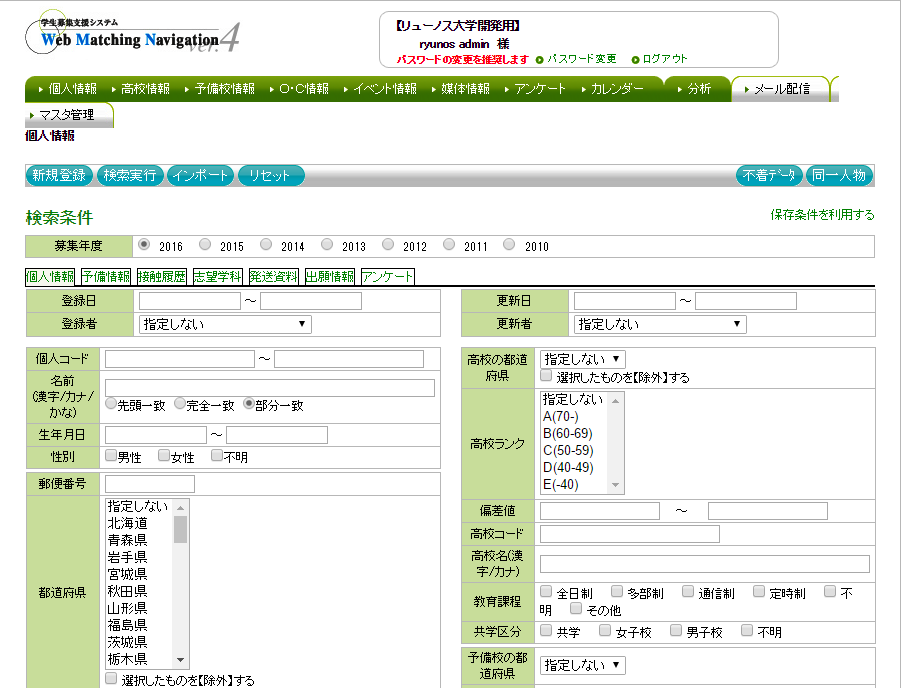 学生募集支援システム
Web Matching Navigation ver.4
【リューノス大学開発用】
ryunos admin 様
パスワードの変更を推奨します パスワード変更 ログアウト
個人情報 高校情報 予備校情報 O・C情報 イベント情報 媒体情報 アンケート カレンダー 分析 メール配信
マスタ管理
個人情報
新規登録 検索実行 インポート リセット 不着データ 同一人物
検索条件 保存条件を利用する
募集年度 2016 2015 2014 2013 2012 2011 2010
個人情報 予備情報 接触履歴 志望学科 発送資料 出願情報 アンケート
登録日 ～
登録者 指定しない
更新日 ～
更新者 指定しない
個人コード ～
名前
(漢字/カナ/
かな)
先頭一致 完全一致 部分一致
生年月日 ～
性別 男性 女性 不明
郵便番号
都道府県
指定しない
北海道
青森県
岩手県
宮城県
秋田県
山形県
福島県
茨城県
栃木県
選択したものを【除外】する
高校の都道
府県
指定しない
選択したものを【除外】する
高校ランク
指定しない
A(70-)
B(60-69)
C(50-59)
D(40-49)
E(-40)
偏差値 ～
高校コード
高校名(漢
字/カナ)
教育課程 全日制 多部制 通信制 定時制 不
明 その他
共学区分 共学 女子校 男子校 不明
予備校の都
道府県
指定しない